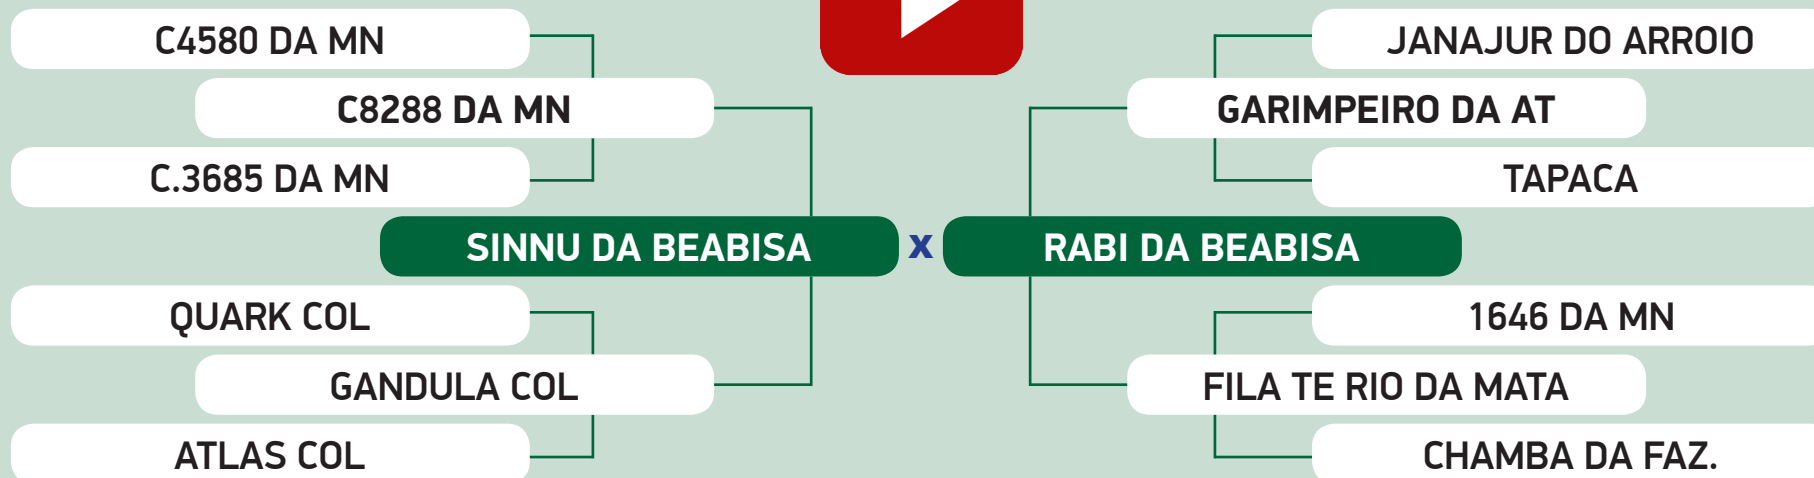 C4580 DA MN
JANAJUR DO ARROIO
C8288 DA MN
GARIMPEIRO DA AT
C.3685 DA MN
TAPACA
SINNU DA BEABISA x RABI DA BEABISA
QUARK COL
1646 DA MN
GANDULA COL
FILA TE RIO DA MATA
ATLAS COL
CHAMBA DA FAZ.